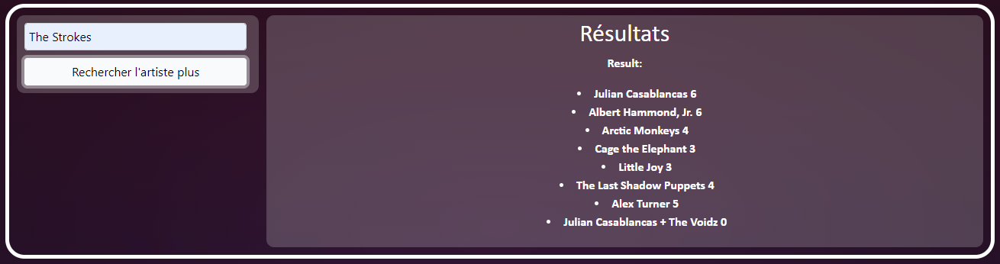 The Strokes
Rechercher l'artiste plus
Résultats
Result:
Julian Casablancas 6
Albert Hammond, Jr. 6
Arctic Monkeys 4
Cage the Elephant 3
Little Joy 3
The Last Shadow Puppets 4
Alex Turner 5
Julian Casablancas + The Voidz 0